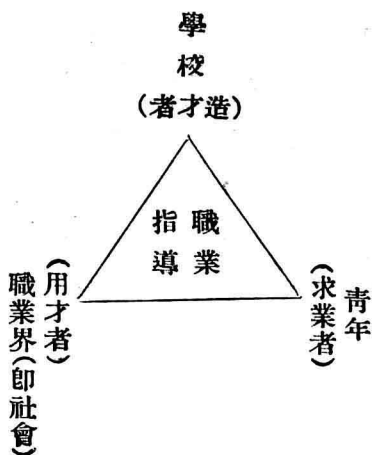 學校
(造才者)
職業
指導
青年
(求業者)
(用才者)
職業界(即社會)